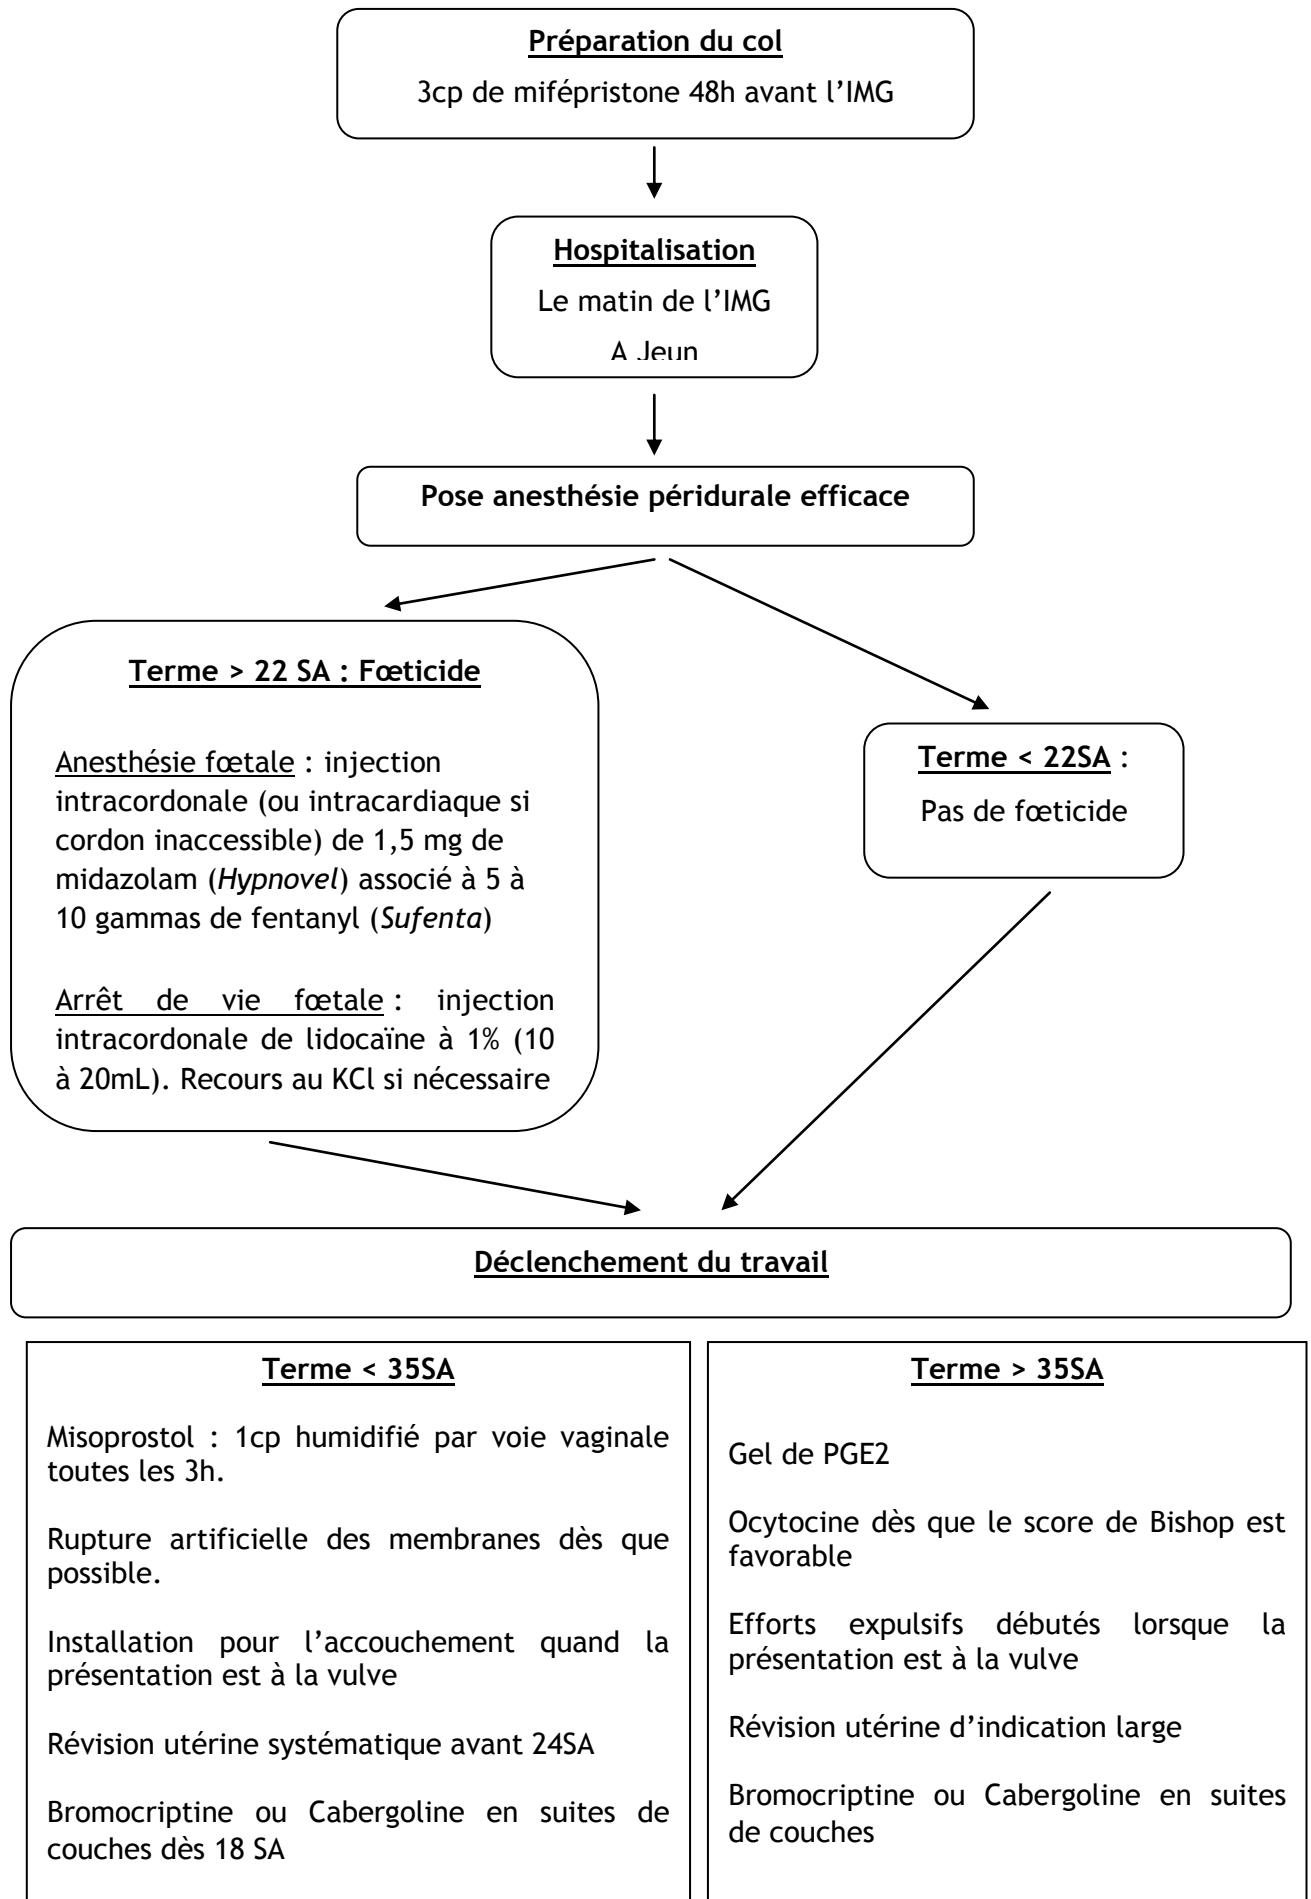 Préparation du col
3cp de mifépristone 48h avant l’IMG
Hospitalisation
Le matin de l’IMG
A Jeun
Pose anesthésie péridurale efficace
Terme > 22 SA : Fœticide
Anesthésie fœtale : injection
intracordonale (ou intracardiaque si
cordon inaccessible) de 1,5 mg de
midazolam (Hypnovel) associé à 5 à
10 gammas de fentanyl (Sufenta)
Arrêt de vie fœtale : injection
intracordonale de lidocaïne à 1% (10
à 20mL). Recours au KCl si nécessaire
Terme < 22SA :
Pas de fœticide
Déclenchement du travail
Terme < 35SA
Misoprostol : 1cp humidifié par voie vaginale
toutes les 3h.
Rupture artificielle des membranes dès que
possible.
Installation pour l’accouchement quand la
présentation est à la vulve
Révision utérine systématique avant 24SA
Bromocriptine ou Cabergoline en suites de
couches dès 18 SA
Terme > 35SA
Gel de PGE2
Ocytocine dès que le score de Bishop est
favorable
Efforts expulsifs débutés lorsque la
présentation est à la vulve
Révision utérine d’indication large
Bromocriptine ou Cabergoline en suites
de couches